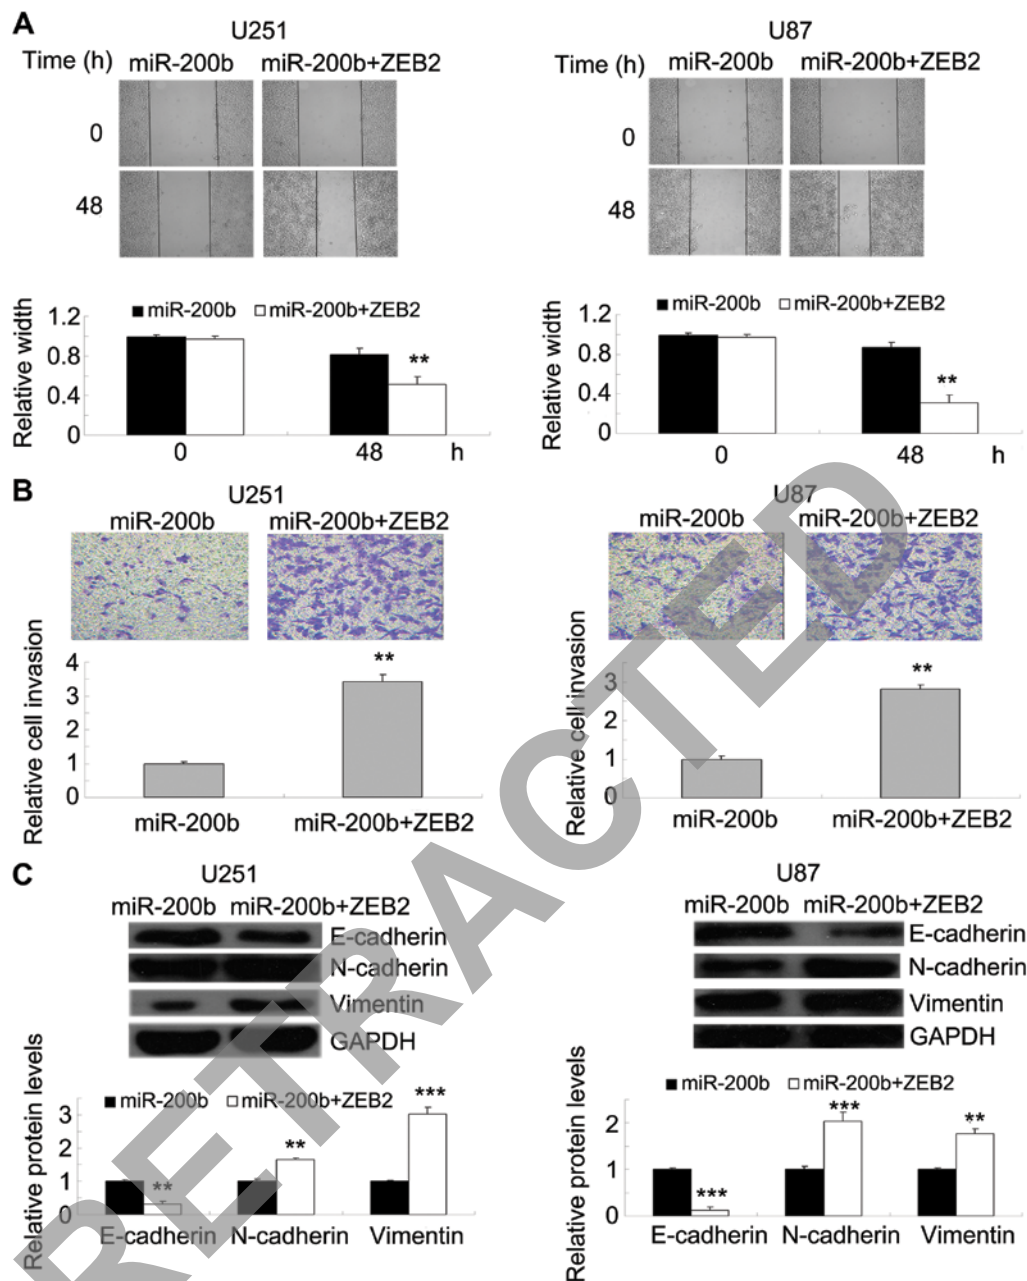 A
U251
U87
Time (h) miR-200b miR-200b+ZEB2
Time (h) miR-200b miR-200b+ZEB2
0
0
48
48
Relative width
miR-200b miR-200b+ZEB2
1.2
0.8
0.4
0
**
0 48 h
Relative width
miR-200b miR-200b+ZEB2
1.2
0.8
0.4
0
**
0 48 h
B
U251
miR-200b miR-200b+ZEB2
Relative cell invasion
4
3
2
1
0
**
miR-200b miR-200b+ZEB2
U87
miR-200b miR-200b+ZEB2
Relative cell invasion
3
2
1
0
**
miR-200b miR-200b+ZEB2
C
U251
miR-200b miR-200b+ZEB2
E-cadherin
N-cadherin
Vimentin
GAPDH
Relative protein levels
miR-200b miR-200b+ZEB2
3
2
1
0
** ** ***
E-cadherin N-cadherin Vimentin
U87
miR-200b miR-200b+ZEB2
E-cadherin
N-cadherin
Vimentin
GAPDH
Relative protein levels
miR-200b miR-200b+ZEB2
2
1
0
*** *** **
E-cadherin N-cadherin Vimentin
RETRACTED